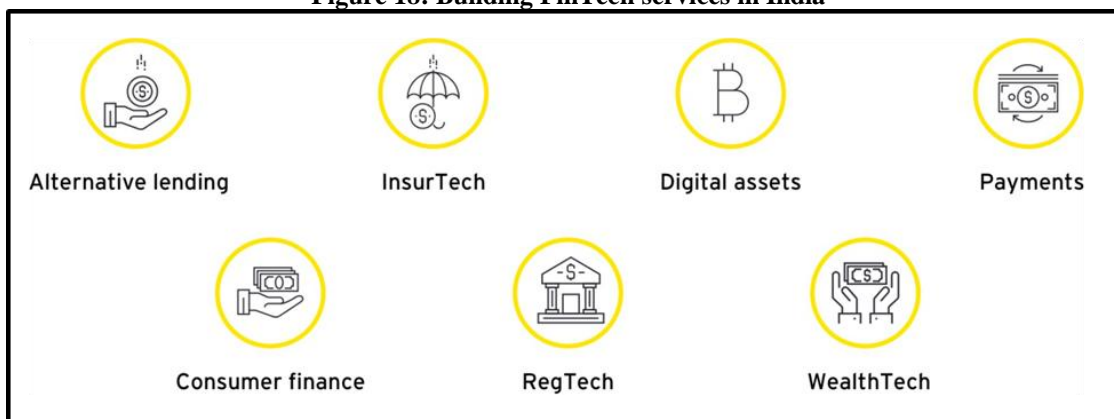 Figure 18: Building FinTech services in India
Alternative lending
InsurTech
Digital assets
Payments
Consumer finance
RegTech
WealthTech